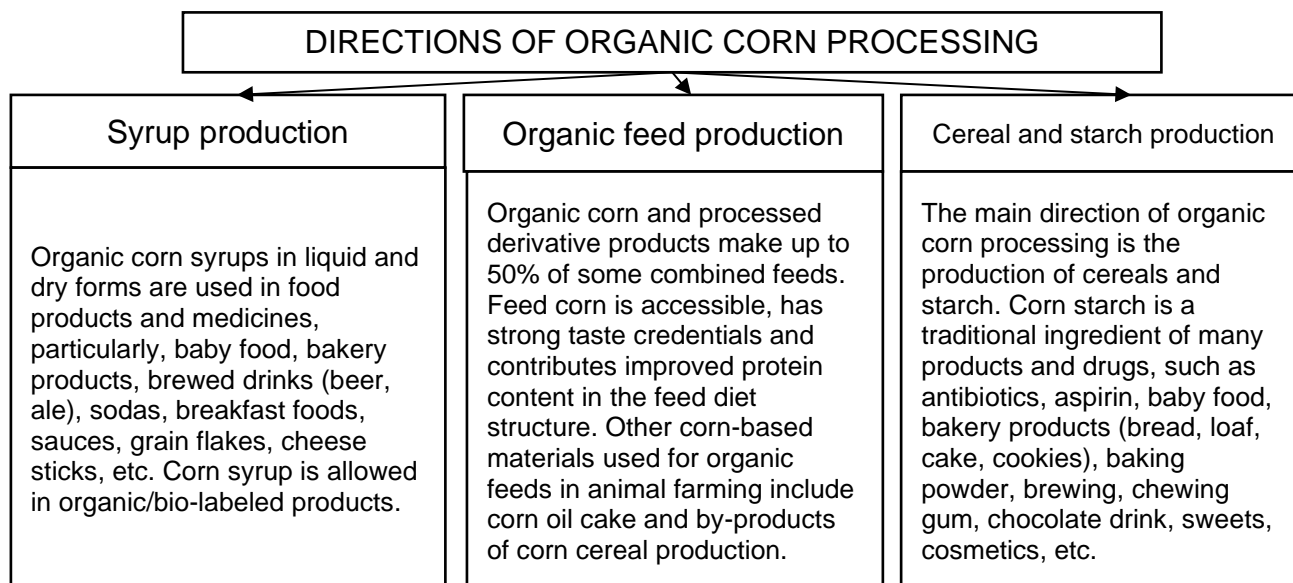 DIRECTIONS OF ORGANIC CORN PROCESSING
Syrup production
Organic corn syrups in liquid and
dry forms are used in food
products and medicines,
particularly, baby food, bakery
products, brewed drinks (beer,
ale), sodas, breakfast foods,
sauces, grain flakes, cheese
sticks, etc. Corn syrup is allowed
in organic/bio-labeled products.
Organic feed production
Organic corn and processed
derivative products make up to
50% of some combined feeds.
Feed corn is accessible, has
strong taste credentials and
contributes improved protein
content in the feed diet
structure. Other corn-based
materials used for organic
feeds in animal farming include
corn oil cake and by-products
of corn cereal production.
Cereal and starch production
The main direction of organic
corn processing is the
production of cereals and
starch. Corn starch is a
traditional ingredient of many
products and drugs, such as
antibiotics, aspirin, baby food,
bakery products (bread, loaf,
cake, cookies), baking
powder, brewing, chewing
gum, chocolate drink, sweets,
cosmetics, etc.